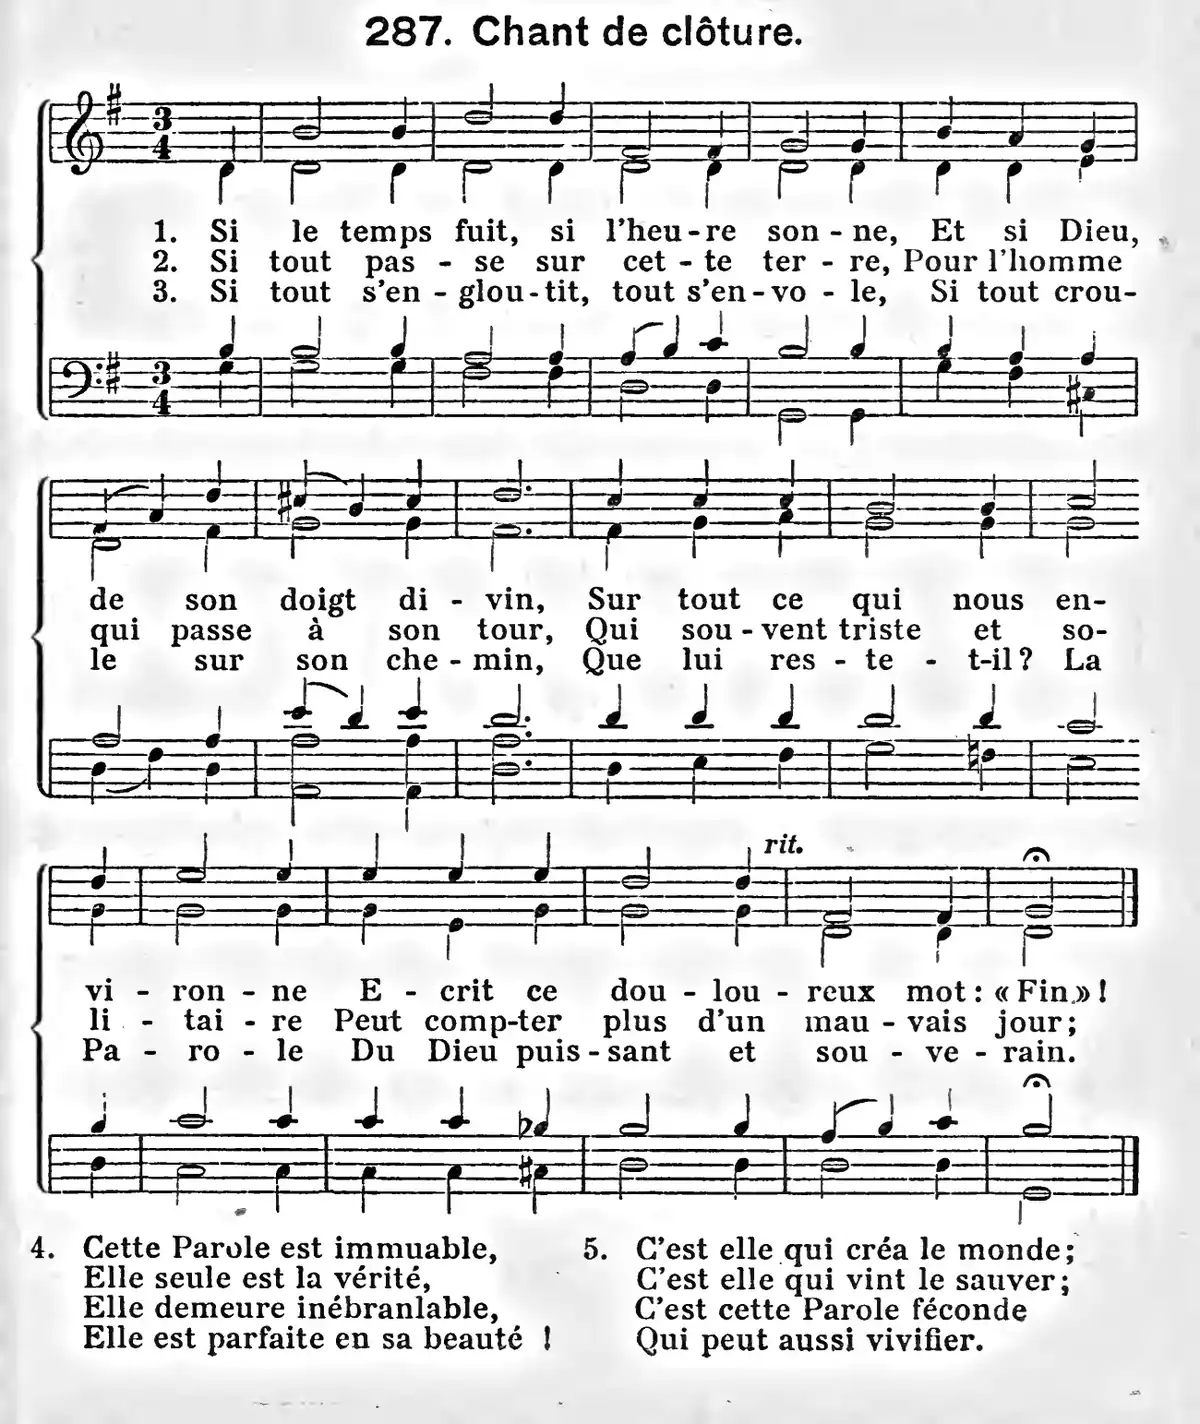 287. Chant de clôture.
1. Si le temps fuit, si l'heu-re son-ne, Et si Dieu,
2. Si tout pas-se sur cet-te ter-re, Pour l'homme
3. Si tout s'en-glou-tit, tout s'en-vo-le, Si tout crou-
de son doigt di-vin, Sur tout ce qui nous en-
qui passe à son tour, Qui sou-vent triste et so-
le sur son che-min, Que lui res-te-t-il? La
rit.
vi-ron-ne E-crit ce dou-lou-reux mot: « Fin.»!
li-tai-re Peut comp-ter plus d'un mau-vais jour;
Pa-ro-le Du Dieu puis-sant et sou-ve-rain.
4. Cette Parole est immuable,
Elle seule est la vérité,
Elle demeure inébranlable,
Elle est parfaite en sa beauté !
5. C'est elle qui créa le monde;
C'est elle qui vint le sauver;
C'est cette Parole féconde
Qui peut aussi vivifier.